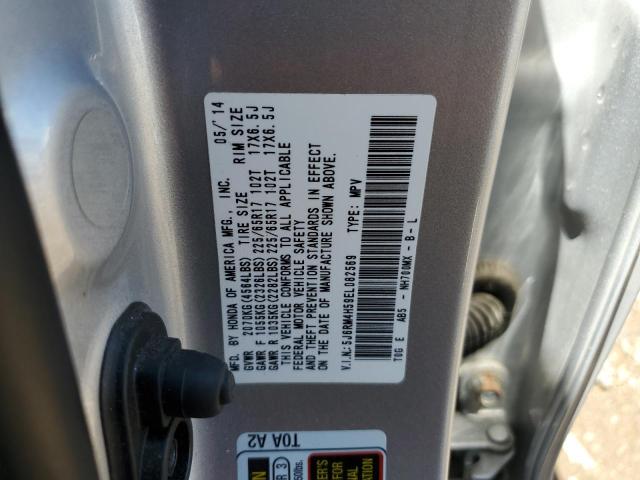 MFD. BY HONDA OF AMERICA MFG., INC. 05/'14
GVWR 2070KG(4564LBS) TIRE SIZE RIM SIZE
GAWR F 1055KG(2326LBS) 225/65R17 102T 17X6.5J
GAWR R 1035KG(2282LBS) 225/65R17 102T 17X6.5J
THIS VEHICLE CONFORMS TO ALL APPLICABLE
FEDERAL MOTOR VEHICLE SAFETY
AND THEFT PREVENTION STANDARDS IN EFFECT
ON THE DATE OF MANUFACTURE SHOWN ABOVE.
V.I.N.: 5J6RM4H59EL082569 TYPE: MPV
T0G E AB5 - NH700MX - B - L
T0A A2